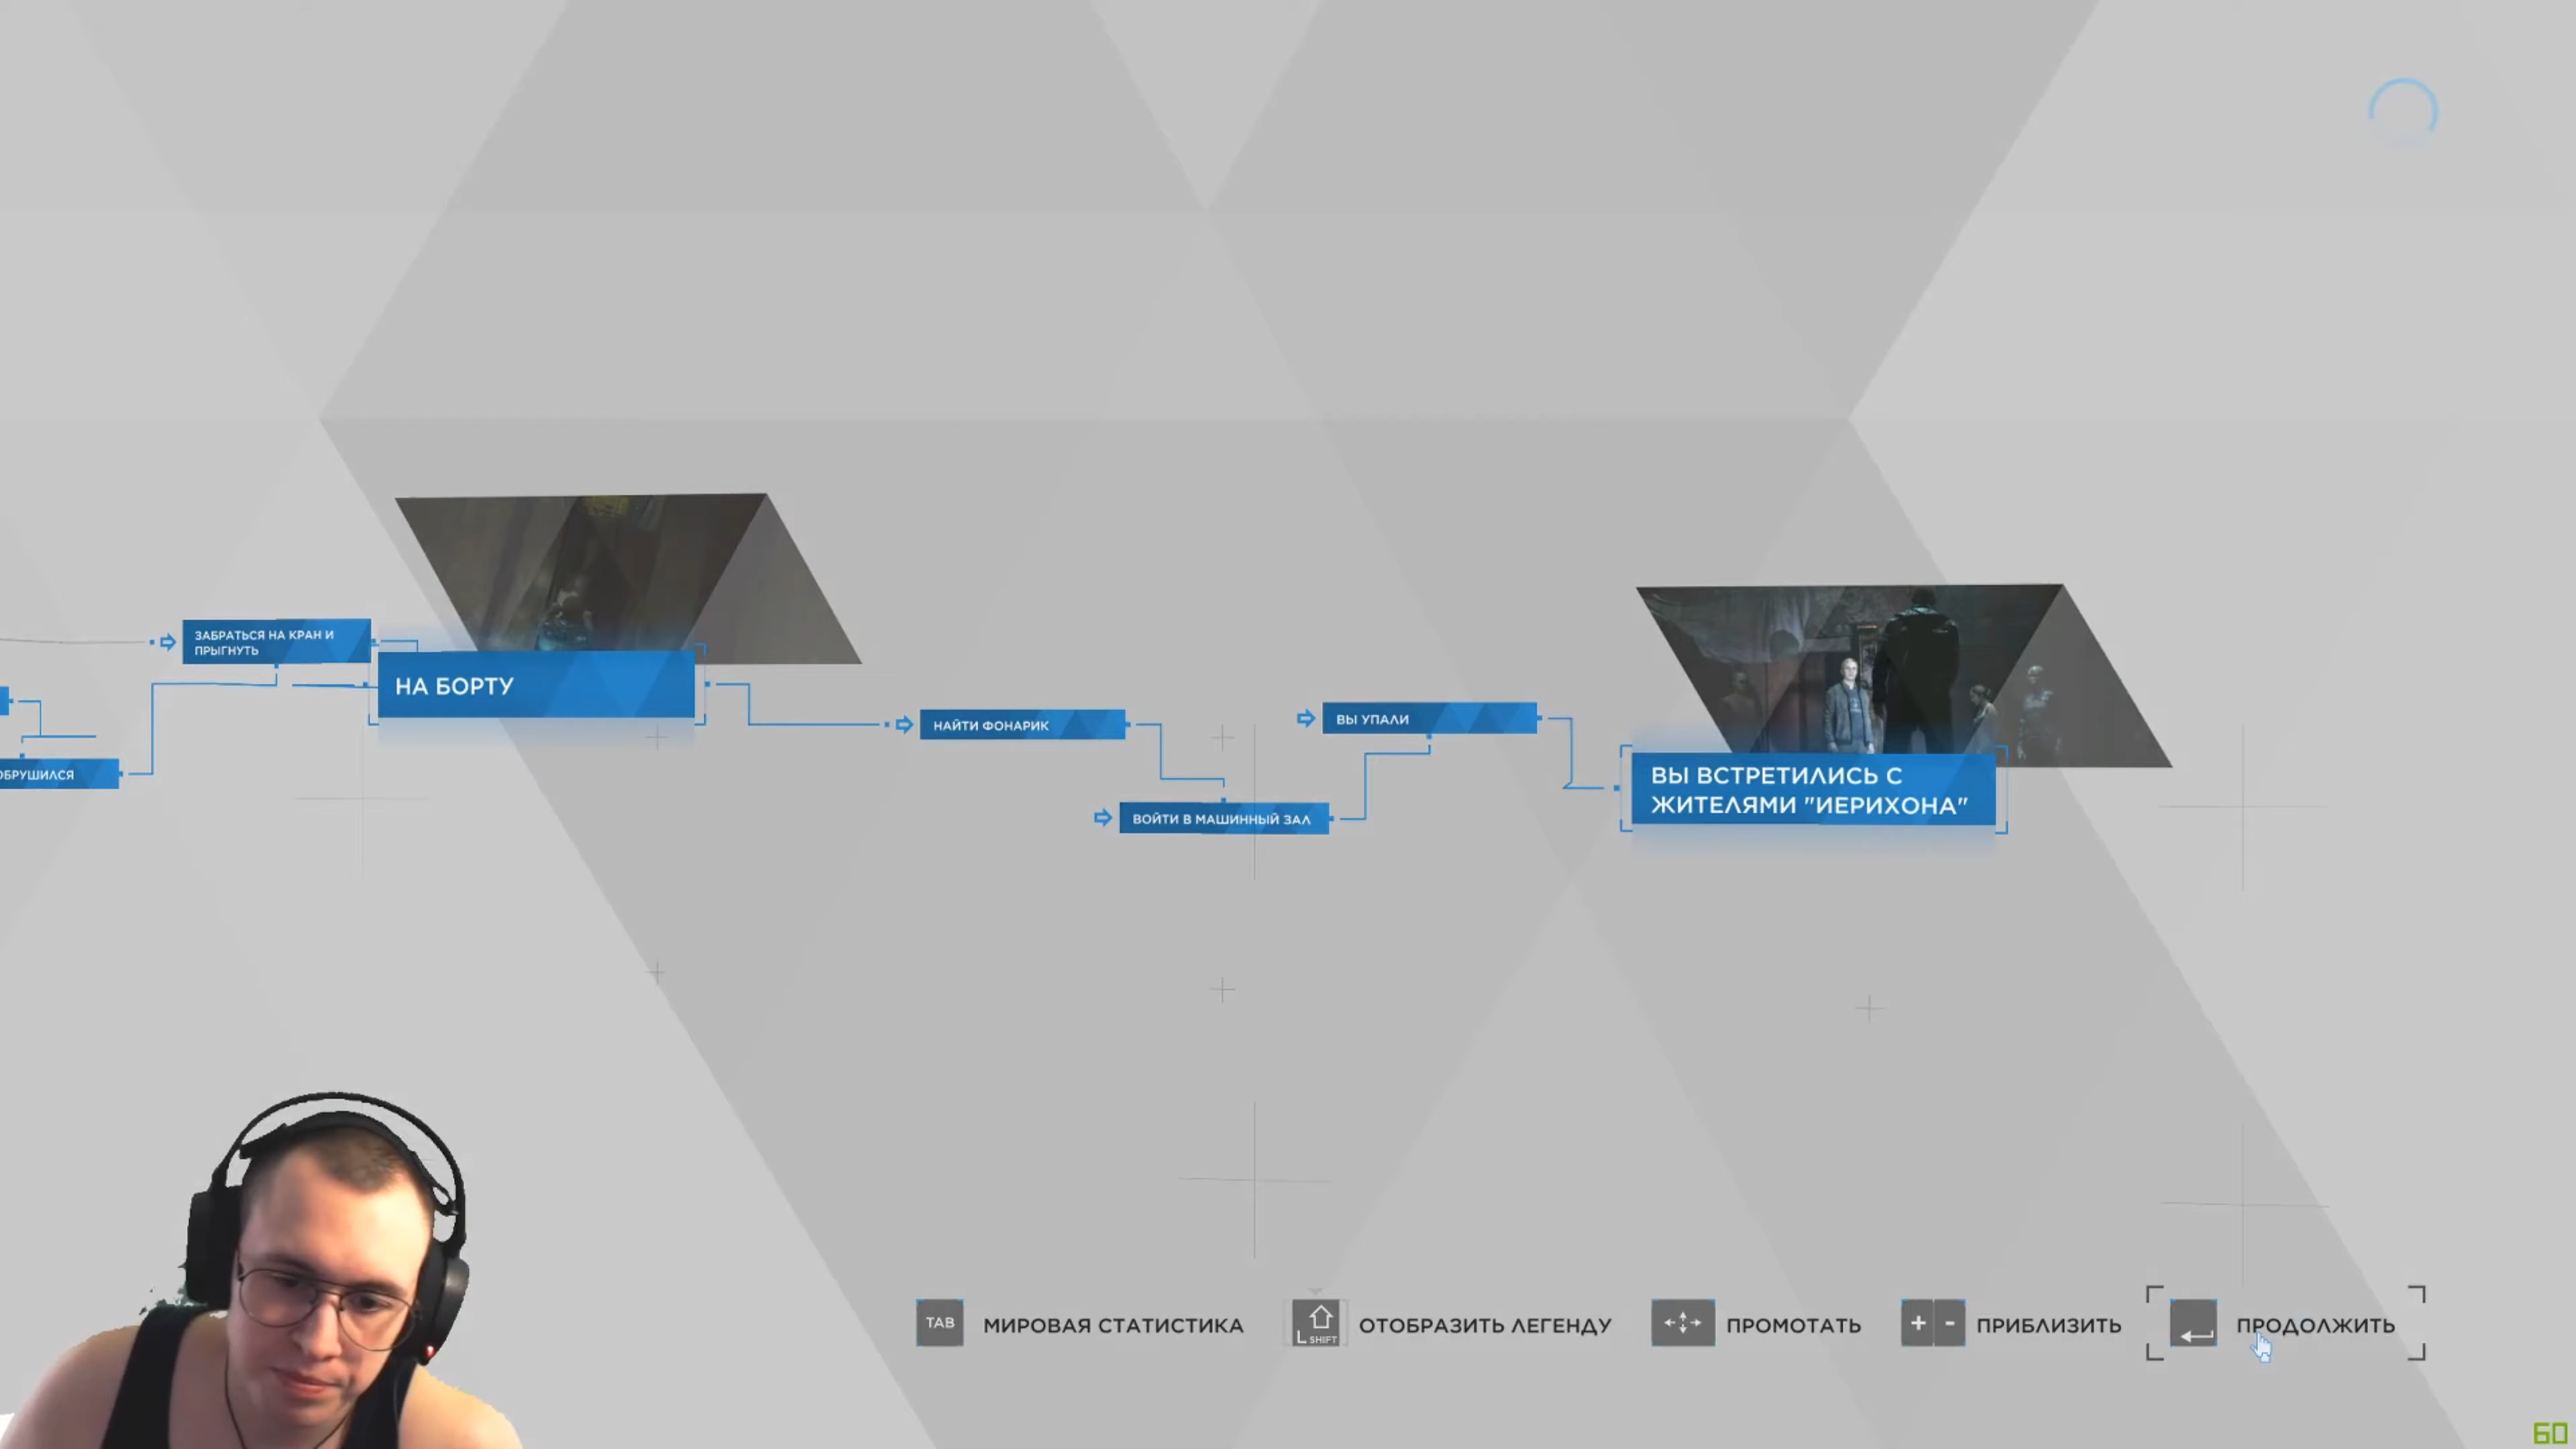 ЗАБРАТЬСЯ НА КРАН И
ПРЫГНУТЬ
НА БОРТУ
ОБРУШИЛСЯ
НАЙТИ ФОНАРИК
ВОЙТИ В МАШИННЫЙ ЗАЛ
ВЫ УПАЛИ
ВЫ ВСТРЕТИЛИСЬ С
ЖИТЕЛЯМИ "ИЕРИХОНА"
TAB МИРОВАЯ СТАТИСТИКА
L SHIFT ОТОБРАЗИТЬ ЛЕГЕНДУ
ПРОМОТАТЬ
+ - ПРИБЛИЗИТЬ
ПРОДОЛЖИТЬ
60